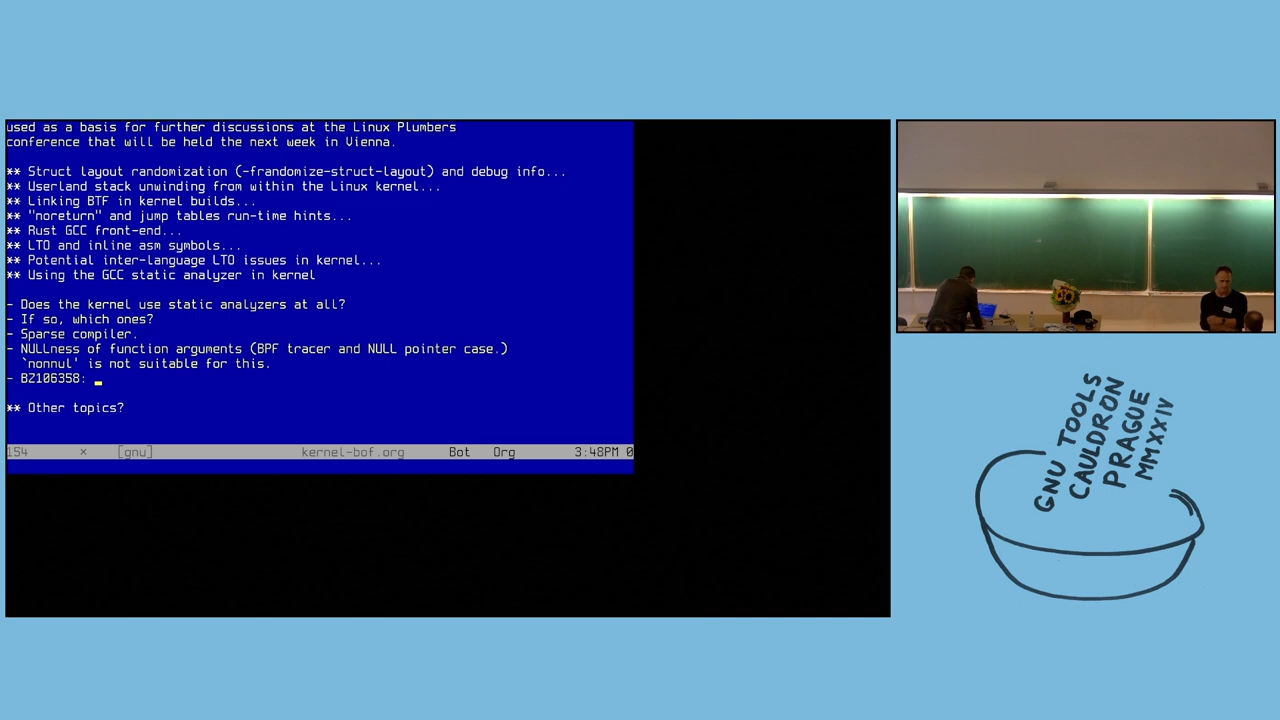 used as a basis for further discussions at the Linux Plumbers
conference that will be held the next week in Vienna.
** Struct layout randomization (-frandomize-struct-layout) and debug info...
** Userland stack unwinding from within the Linux kernel...
** Linking BTF in kernel builds...
** "noreturn" and jump tables run-time hints...
** Rust GCC front-end...
** LTO and inline asm symbols...
** Potential inter-language LTO issues in kernel...
** Using the GCC static analyzer in kernel
- Does the kernel use static analyzers at all?
- If so, which ones?
- Sparse compiler.
- NULLness of function arguments (BPF tracer and NULL pointer case.)
`nonnul' is not suitable for this.
- BZ106358:
** Other topics?
154 × [gnu] kernel-bof.org Bot Org 3:48PM 0
GNU TOOLS
CAULDRON
PRAGUE
MMXXIV